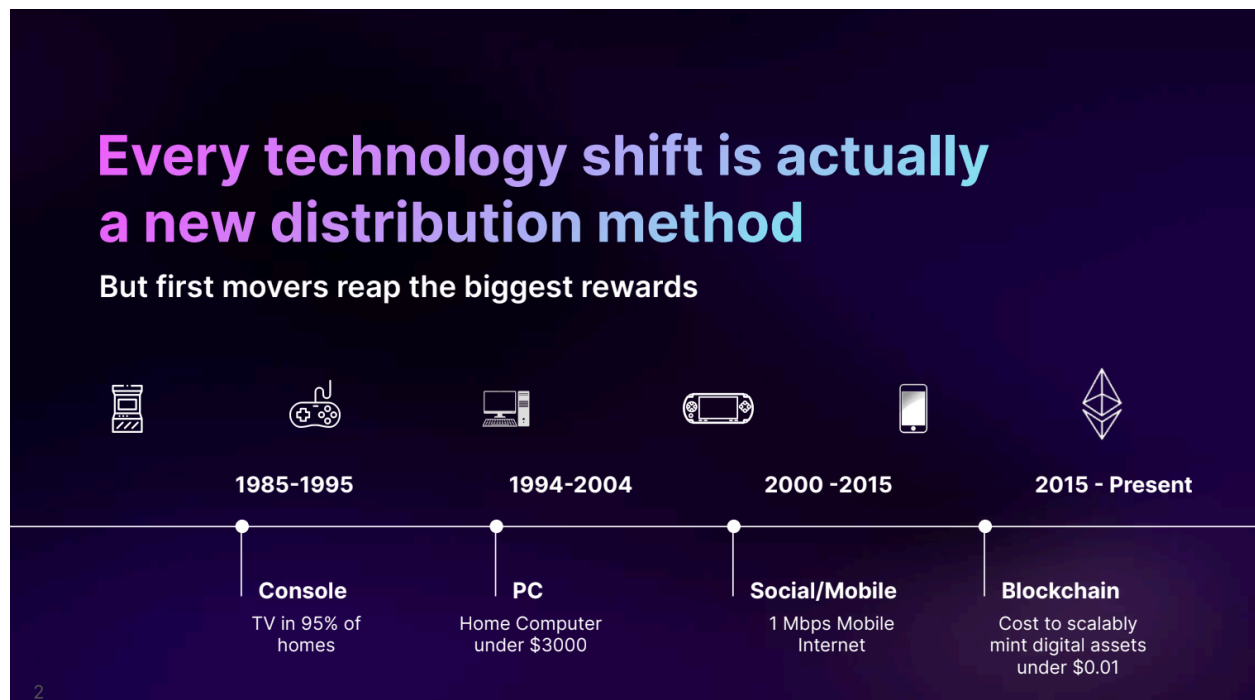 Every technology shift is actually
a new distribution method
But first movers reap the biggest rewards
1985-1995
1994-2004
2000 -2015
2015 - Present
Console
TV in 95% of
homes
PC
Home Computer
under $3000
Social/Mobile
1 Mbps Mobile
Internet
Blockchain
Cost to scalably
mint digital assets
under $0.01
2